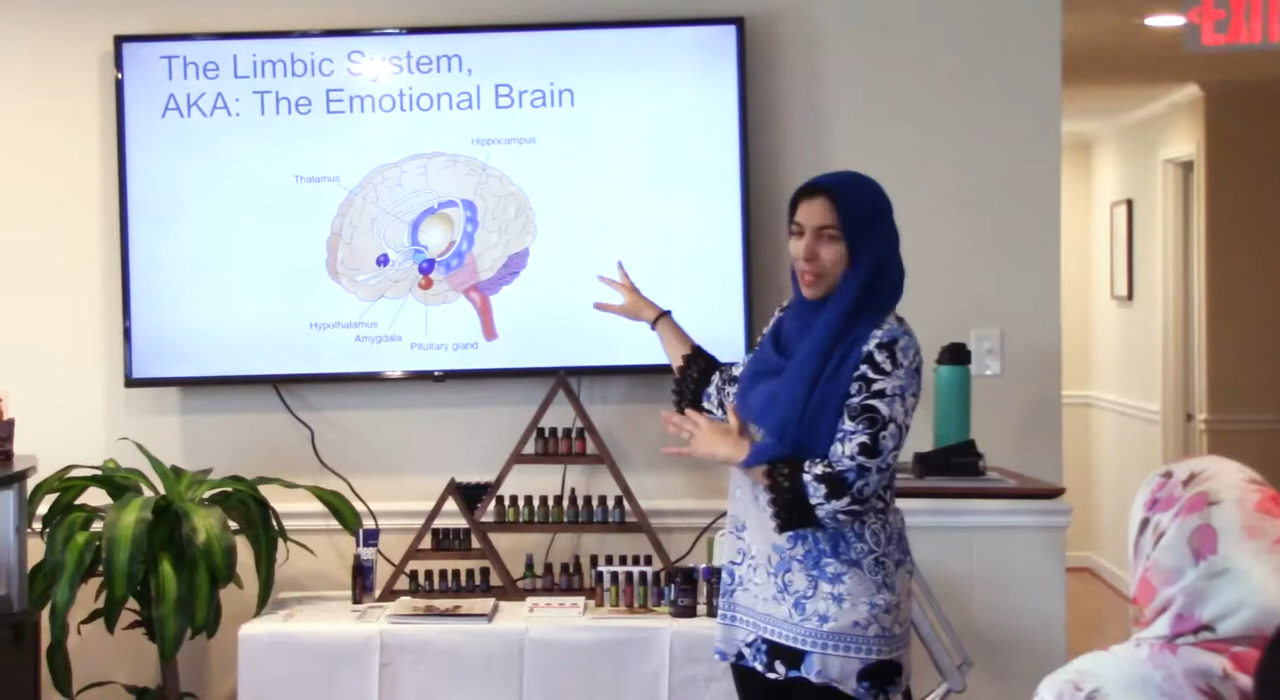 The Limbic System,
AKA: The Emotional Brain
Hippocampus
Thalamus
Hypothalamus
Amygdala
Pituitary gland
EXIT